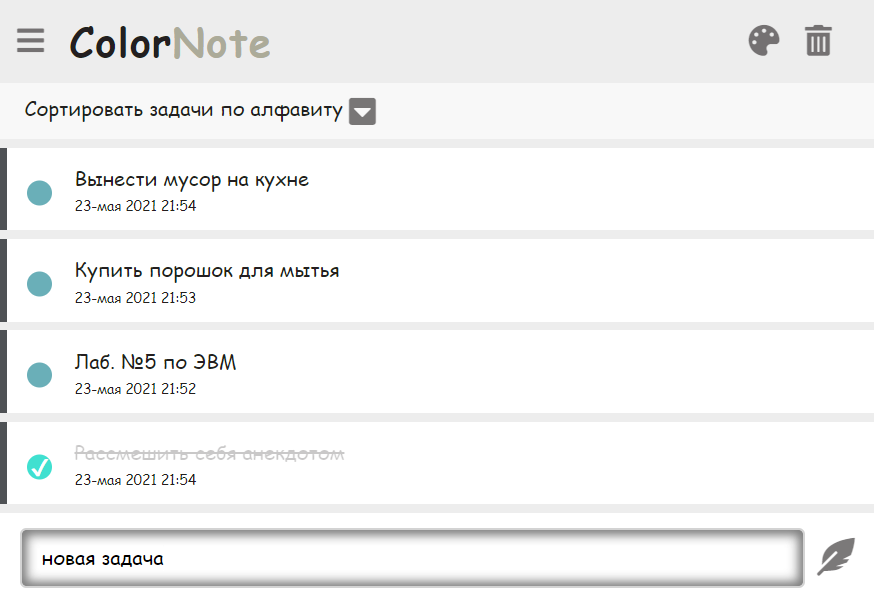 ColorNote
Сортировать задачи по алфавиту
Вынести мусор на кухне
23-мая 2021 21:54
Купить порошок для мытья
23-мая 2021 21:53
Лаб. №5 по ЭВМ
23-мая 2021 21:52
Рассмешить себя анекдотом
23-мая 2021 21:54
новая задача